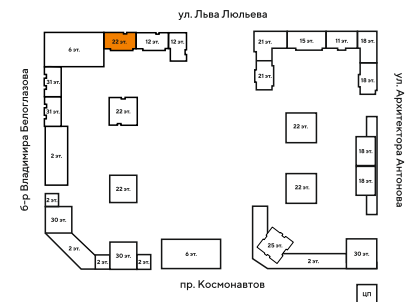 ул. Льва Люльева
б-р Владимира Белоглазова
ул. Архитектора Антонова
6 эт.
22 эт.
12 эт.
12 эт.
21 эт.
15 эт.
11 эт.
18 эт.
31 эт.
21 эт.
18 эт.
31 эт.
22 эт.
22 эт.
2 эт.
18 эт.
22 эт.
22 эт.
18 эт.
2 эт.
30 эт.
2 эт.
2 эт.
30 эт.
2 эт.
6 эт.
25 эт.
2 эт.
30 эт.
пр. Космонавтов
ЦП